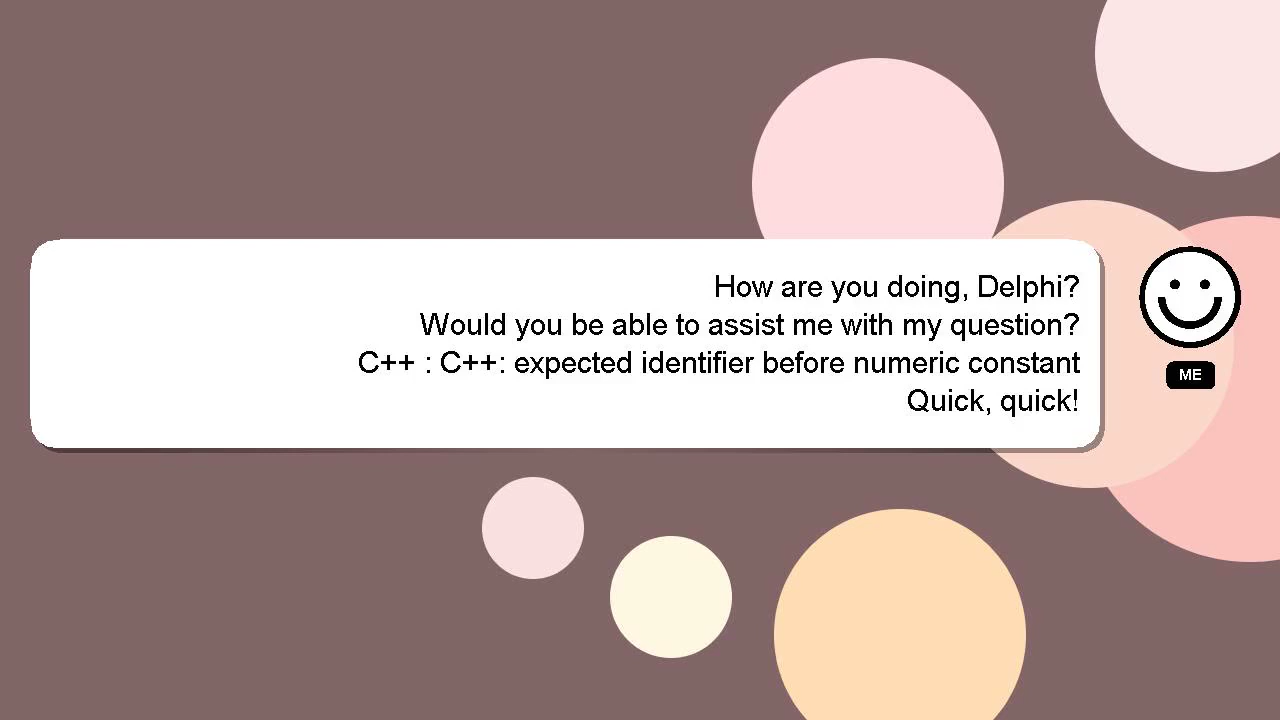 How are you doing, Delphi?
Would you be able to assist me with my question?
C++ : C++: expected identifier before numeric constant
Quick, quick!
ME